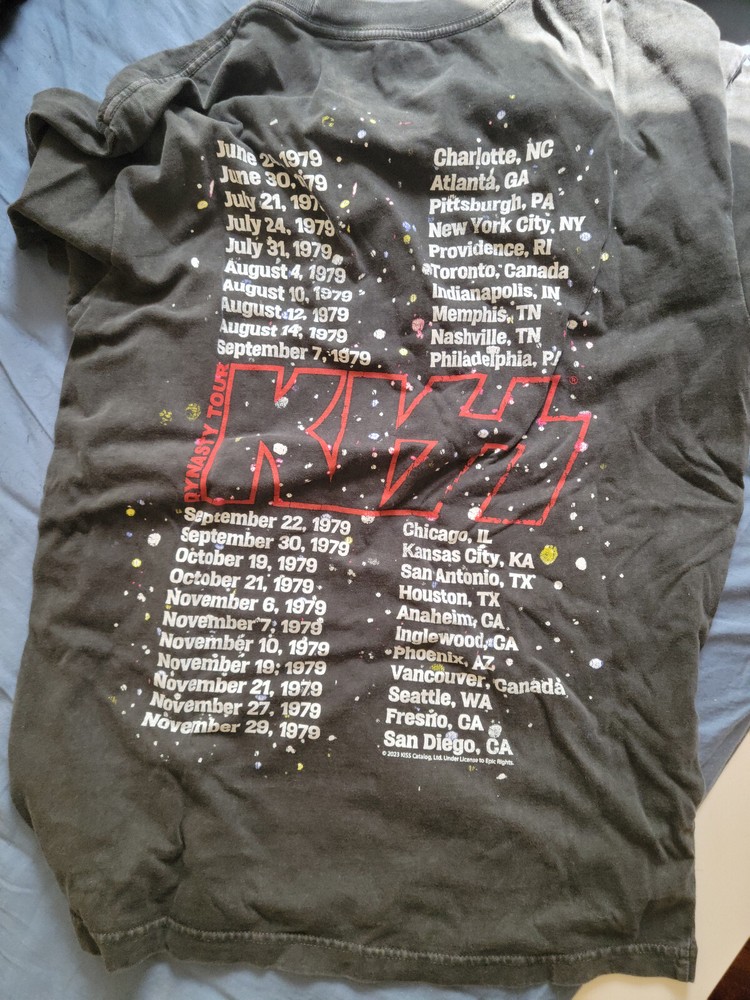 June 1979 Charlotte, NC
June 30, 1979 Atlanta, GA
July 21, 1979 Pittsburgh, PA
July 24, 1979 New York City, NY
July 31, 1979 Providence, RI
August 4, 1979 Toronto, Canada
August 10, 1979 Indianapolis, IN
August 12, 1979 Memphis, TN
August 14, 1979 Nashville, TN
September 7, 1979 Philadelphia, PA
DYNASTY TOUR
KISS ®
September 22, 1979 Chicago, IL
September 30, 1979 Kansas City, KA
October 19, 1979 San Antonio, TX
October 21, 1979 Houston, TX
November 6, 1979 Anaheim, CA
November 7, 1979 Inglewood, CA
November 10, 1979 Phoenix, AZ
November 19, 1979 Vancouver, Canada
November 21, 1979 Seattle, WA
November 27, 1979 Fresno, CA
November 29, 1979 San Diego, CA
© 2023 KISS Catalog, Ltd. Under License to Epic Rights.